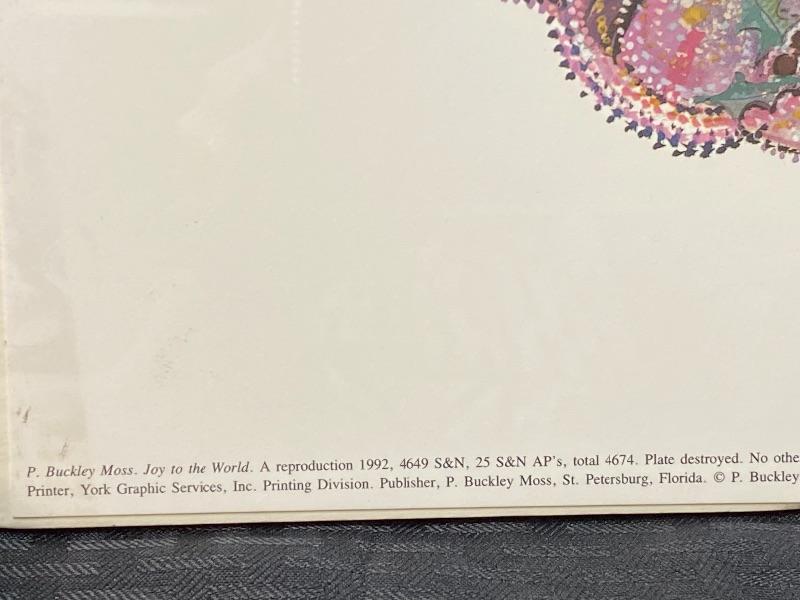 P. Buckley Moss. Joy to the World. A reproduction 1992, 4649 S&N, 25 S&N AP's, total 4674. Plate destroyed. No othe
Printer, York Graphic Services, Inc. Printing Division. Publisher, P. Buckley Moss, St. Petersburg, Florida. © P. Buckley